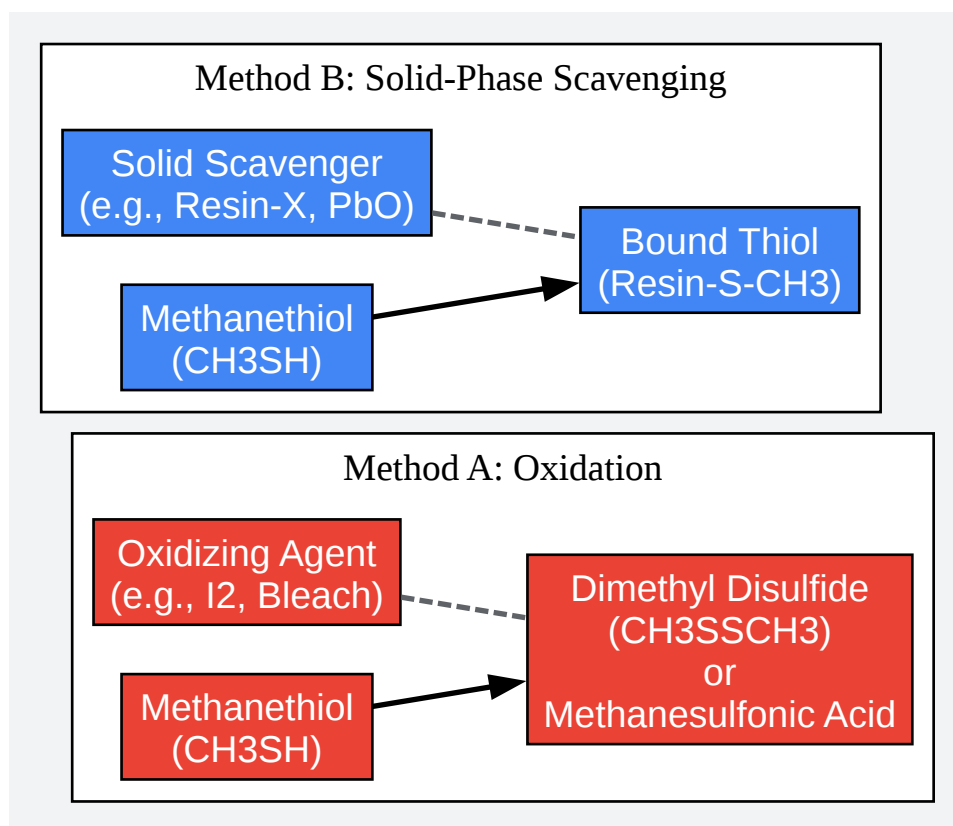 Method B: Solid-Phase Scavenging
Solid Scavenger
(e.g., Resin-X, PbO)
Bound Thiol
(Resin-S-CH3)
Methanethiol
(CH3SH)
Method A: Oxidation
Oxidizing Agent
(e.g., I2, Bleach)
Dimethyl Disulfide
(CH3SSCH3)
or
Methanesulfonic Acid
Methanethiol
(CH3SH)